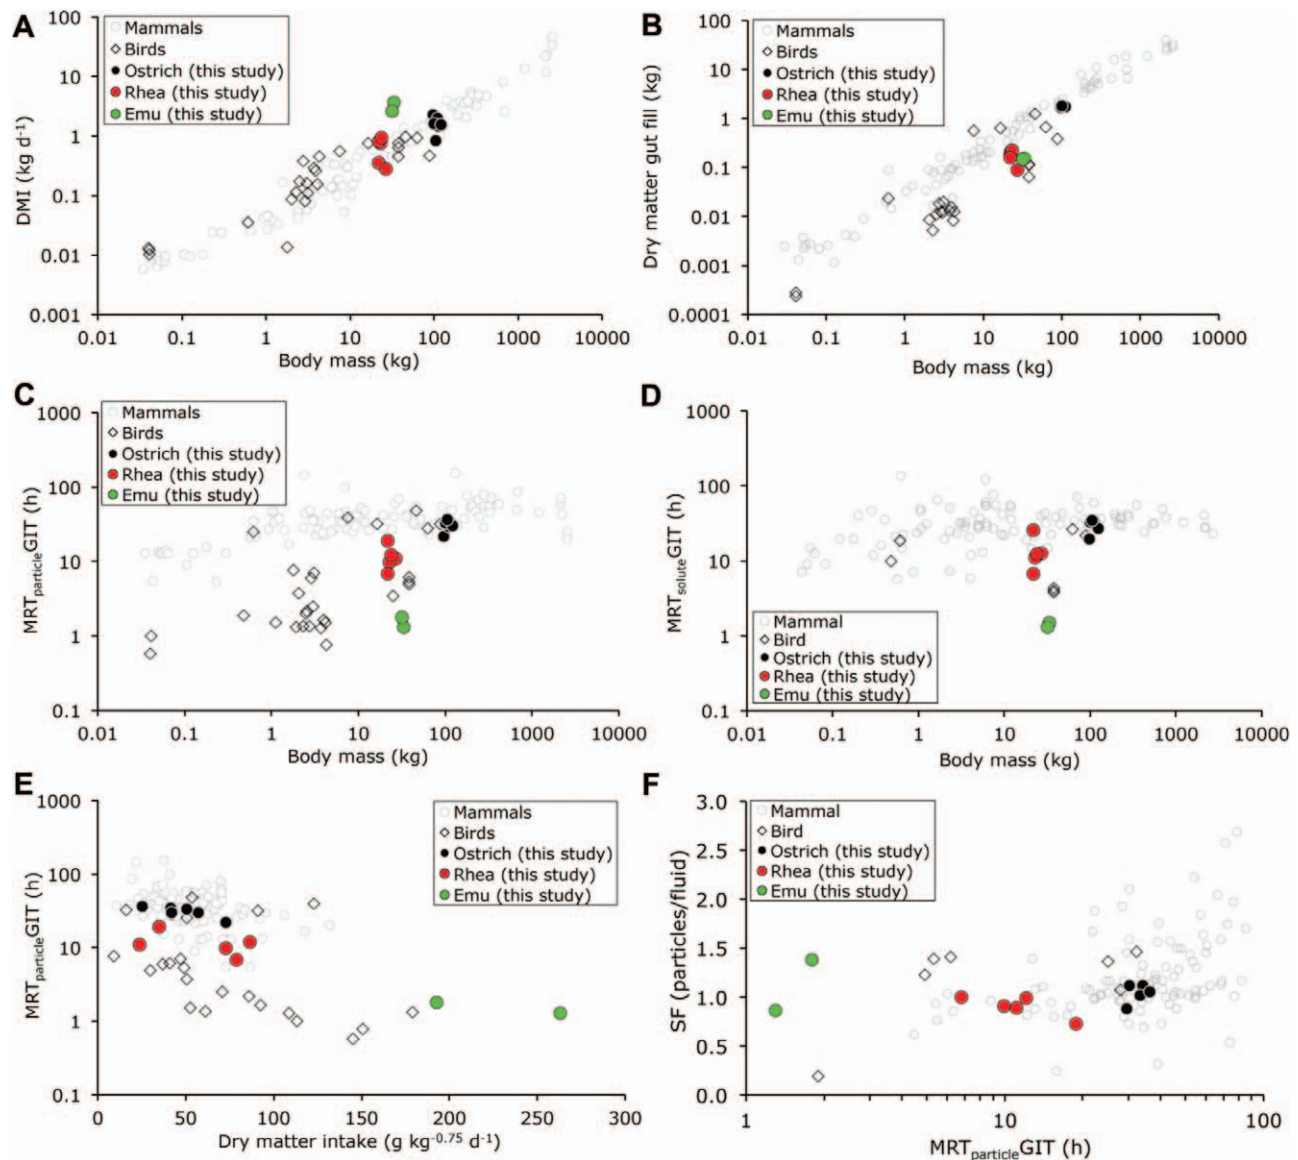 A
Mammals
Birds
Ostrich (this study)
Rhea (this study)
Emu (this study)
DMI (kg d-1)
100
10
1
0.1
0.01
0.001
0.01 0.1 1 10 100 1000 10000
Body mass (kg)
B
Mammals
Birds
Ostrich (this study)
Rhea (this study)
Emu (this study)
Dry matter gut fill (kg)
100
10
1
0.1
0.01
0.001
0.0001
0.01 0.1 1 10 100 1000 10000
Body mass (kg)
C
Mammals
Birds
Ostrich (this study)
Rhea (this study)
Emu (this study)
MRTparticleGIT (h)
1000
100
10
1
0.1
0.01 0.1 1 10 100 1000 10000
Body mass (kg)
D
Mammal
Bird
Ostrich (this study)
Rhea (this study)
Emu (this study)
MRTsoluteGIT (h)
1000
100
10
1
0.1
0.01 0.1 1 10 100 1000 10000
Body mass (kg)
E
Mammals
Birds
Ostrich (this study)
Rhea (this study)
Emu (this study)
MRTparticleGIT (h)
1000
100
10
1
0.1
0 50 100 150 200 250 300
Dry matter intake (g kg-0.75 d-1)
F
Mammal
Bird
Ostrich (this study)
Rhea (this study)
Emu (this study)
SF (particles/fluid)
3.0
2.5
2.0
1.5
1.0
0.5
0.0
1 10 100
MRTparticleGIT (h)